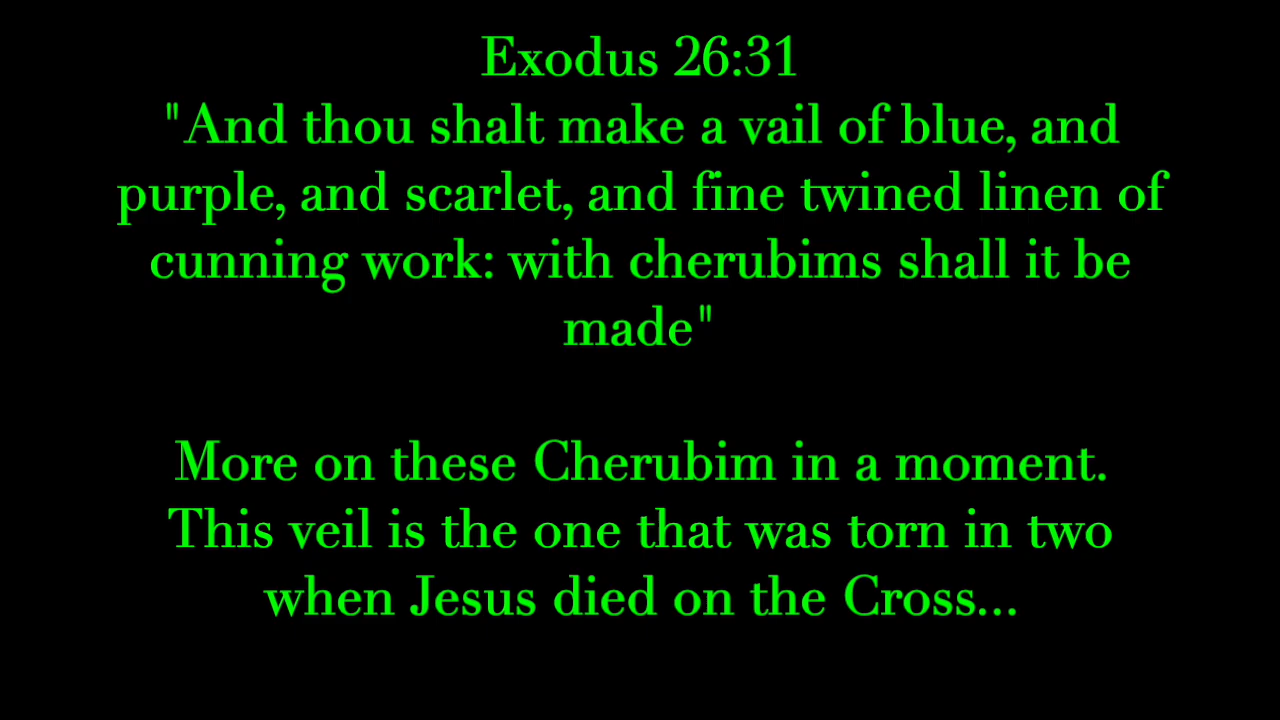 Exodus 26:31
"And thou shalt make a vail of blue, and
purple, and scarlet, and fine twined linen of
cunning work: with cherubims shall it be
made"
More on these Cherubim in a moment.
This veil is the one that was torn in two
when Jesus died on the Cross...